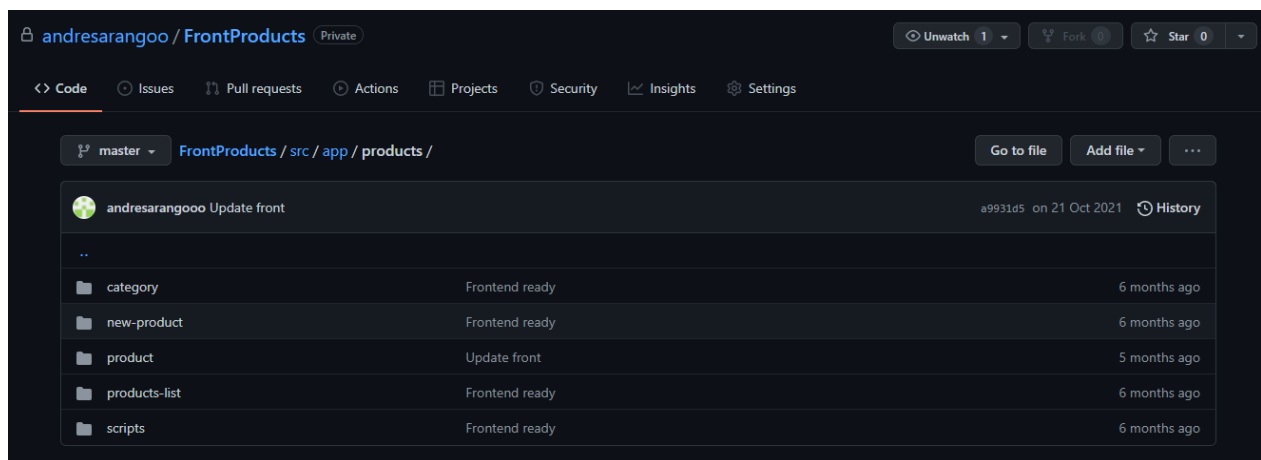 andresarangoo / FrontProducts Private Unwatch 1 Fork 0 Star 0
<> Code Issues Pull requests Actions Projects Security Insights Settings
master FrontProducts / src / app / products / Go to file Add file ...
andresarangooo Update front a9931d5 on 21 Oct 2021 History
..
category Frontend ready 6 months ago
new-product Frontend ready 6 months ago
product Update front 5 months ago
products-list Frontend ready 6 months ago
scripts Frontend ready 6 months ago